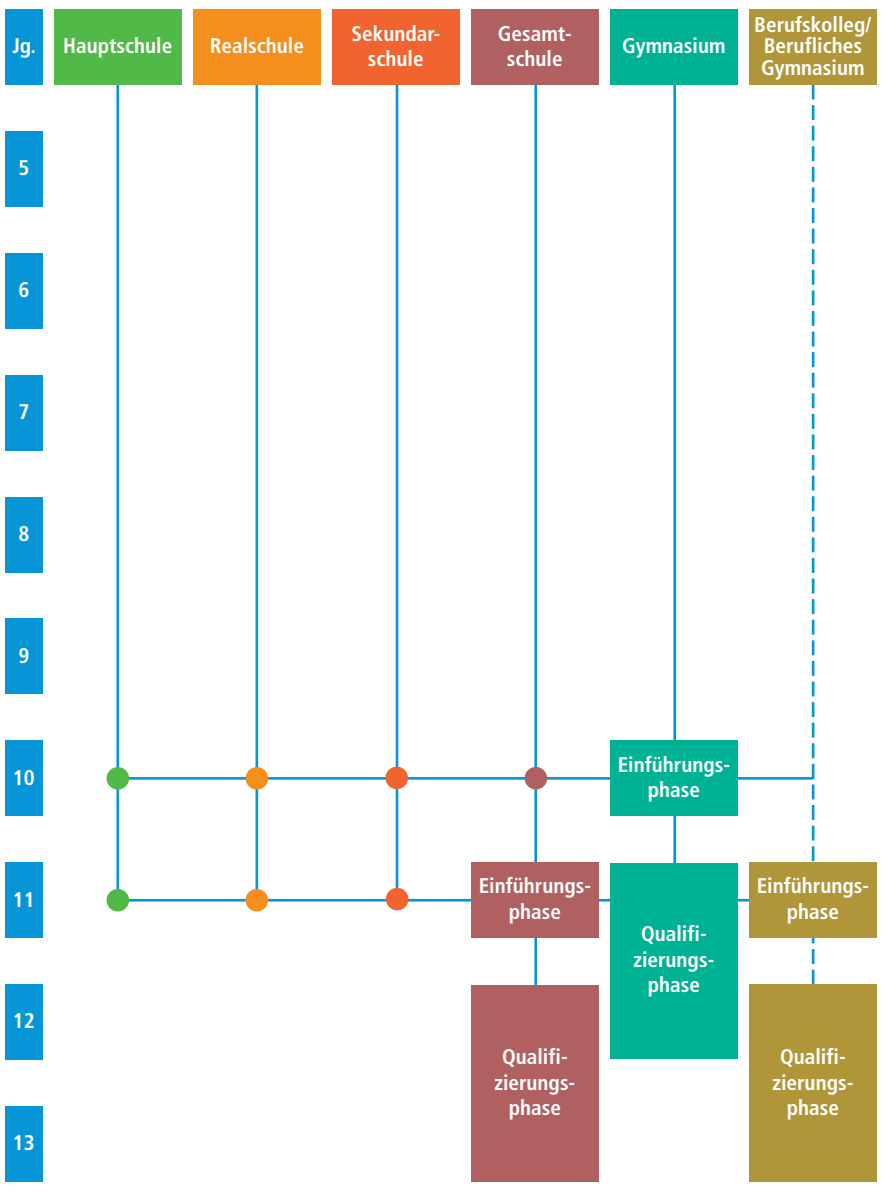 Jg.
Hauptschule
Realschule
Sekundar-
schule
Gesamt-
schule
Gymnasium
Berufskolleg/
Berufliches
Gymnasium
5
6
7
8
9
10
Einführungs-
phase
11
Einführungs-
phase
Qualifi-
zierungs-
phase
Einführungs-
phase
12
Qualifi-
zierungs-
phase
Qualifi-
zierungs-
phase
13